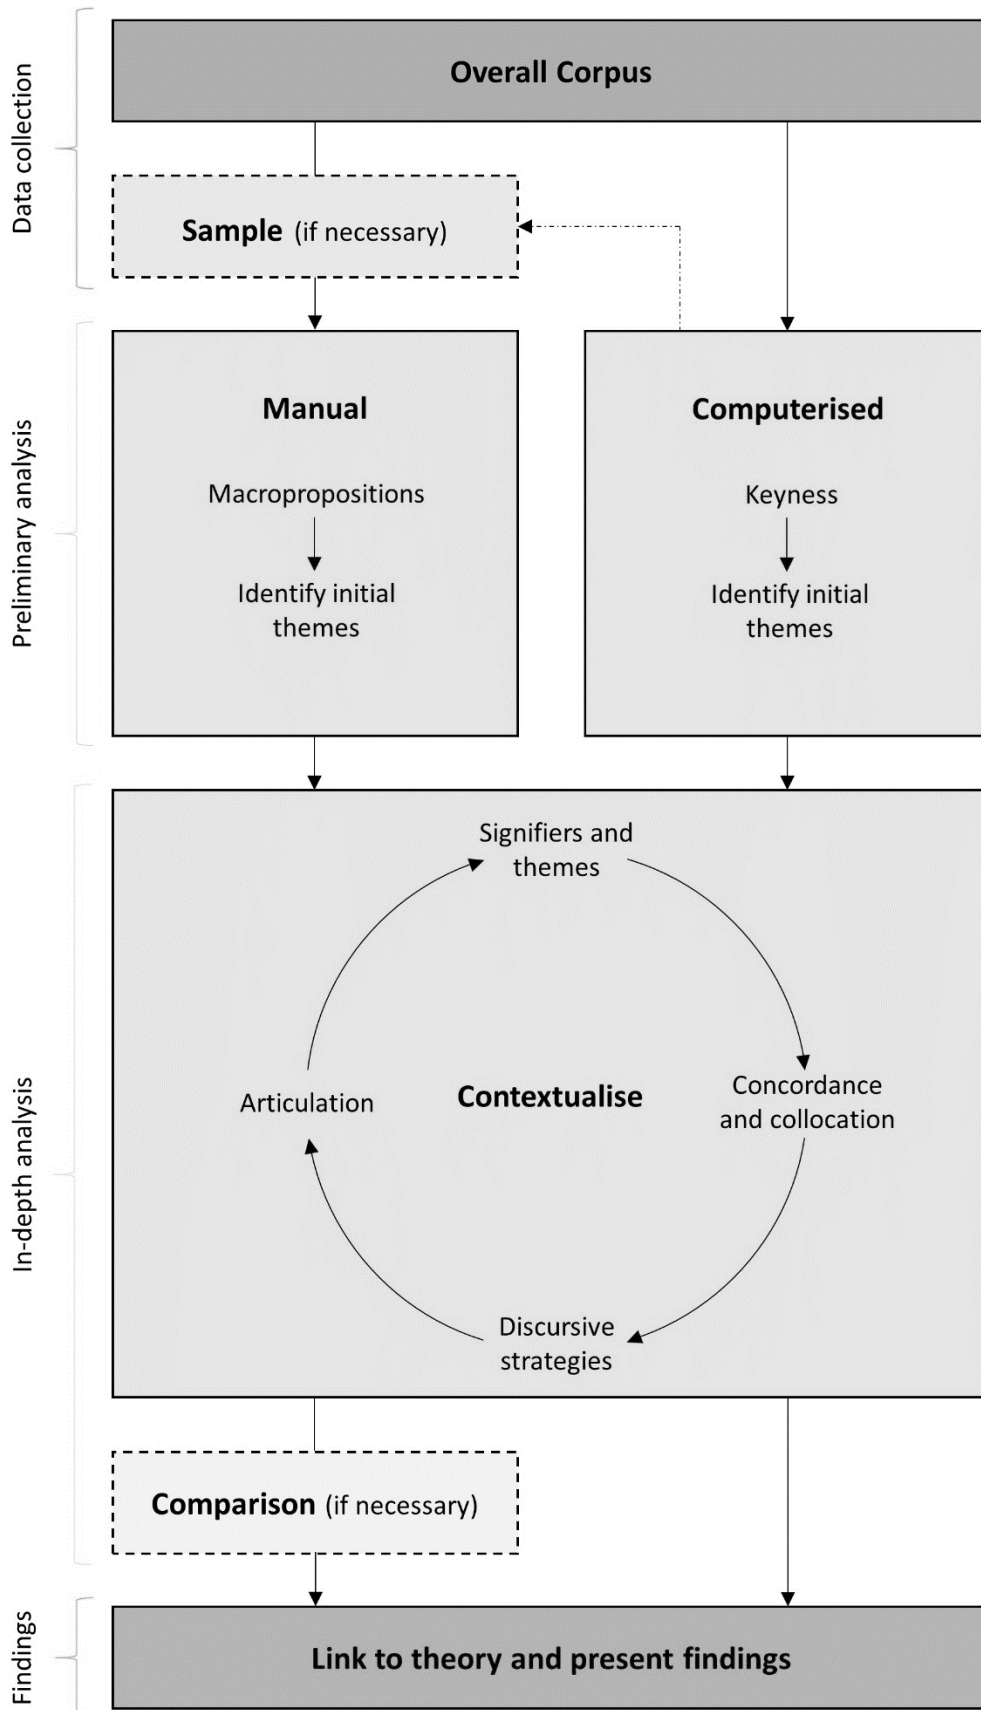 Data collection
Overall Corpus
Sample (if necessary)
Preliminary analysis
Manual
Macropropositions
Identify initial
themes
Computerised
Keyness
Identify initial
themes
In-depth analysis
Signifiers and
themes
Articulation
Contextualise
Concordance
and collocation
Discursive
strategies
Comparison (if necessary)
Findings
Link to theory and present findings